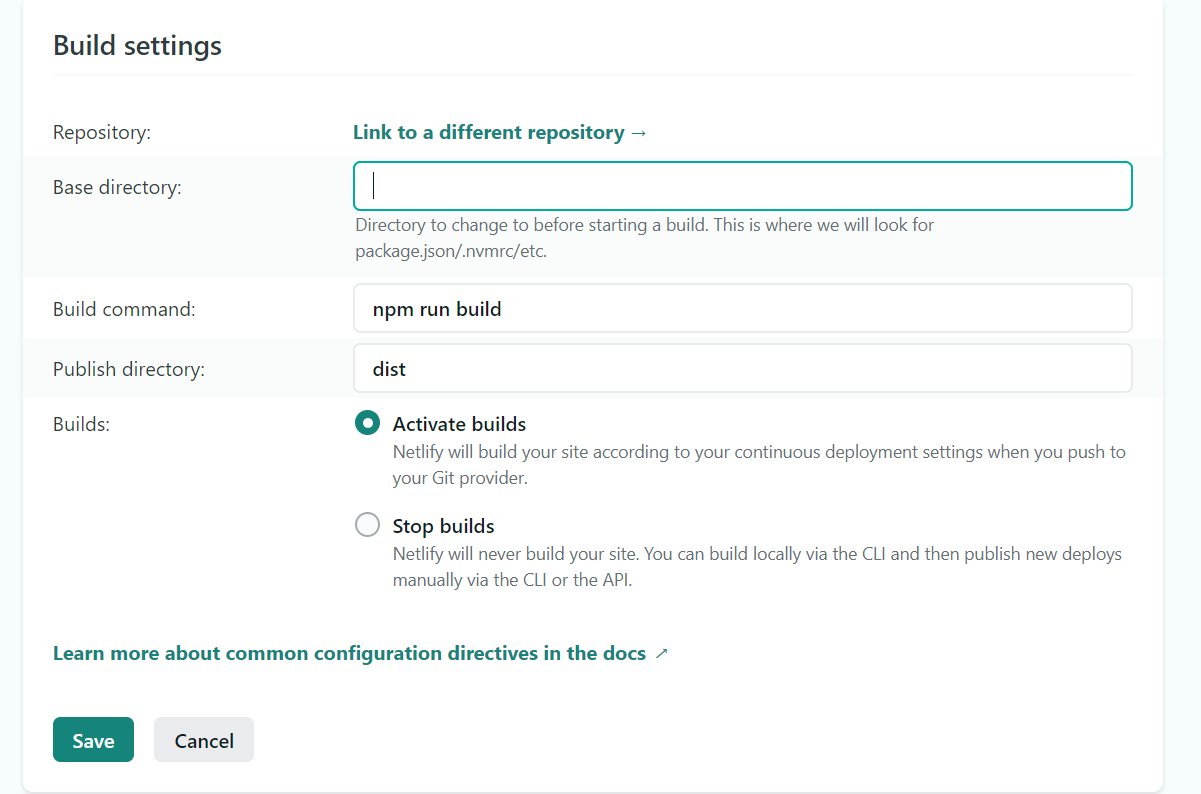 Build settings
Repository:
Link to a different repository →
Base directory:
Directory to change to before starting a build. This is where we will look for
package.json/.nvmrc/etc.
Build command:
npm run build
Publish directory:
dist
Builds:
Activate builds
Netlify will build your site according to your continuous deployment settings when you push to
your Git provider.
Stop builds
Netlify will never build your site. You can build locally via the CLI and then publish new deploys
manually via the CLI or the API.
Learn more about common configuration directives in the docs ↗
Save
Cancel